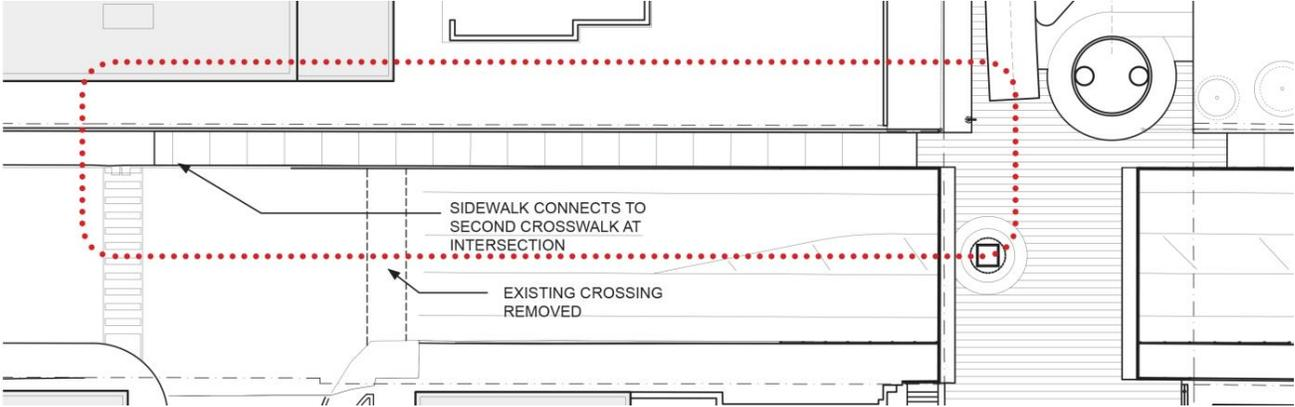 SIDEWALK CONNECTS TO
SECOND CROSSWALK AT
INTERSECTION
EXISTING CROSSING
REMOVED